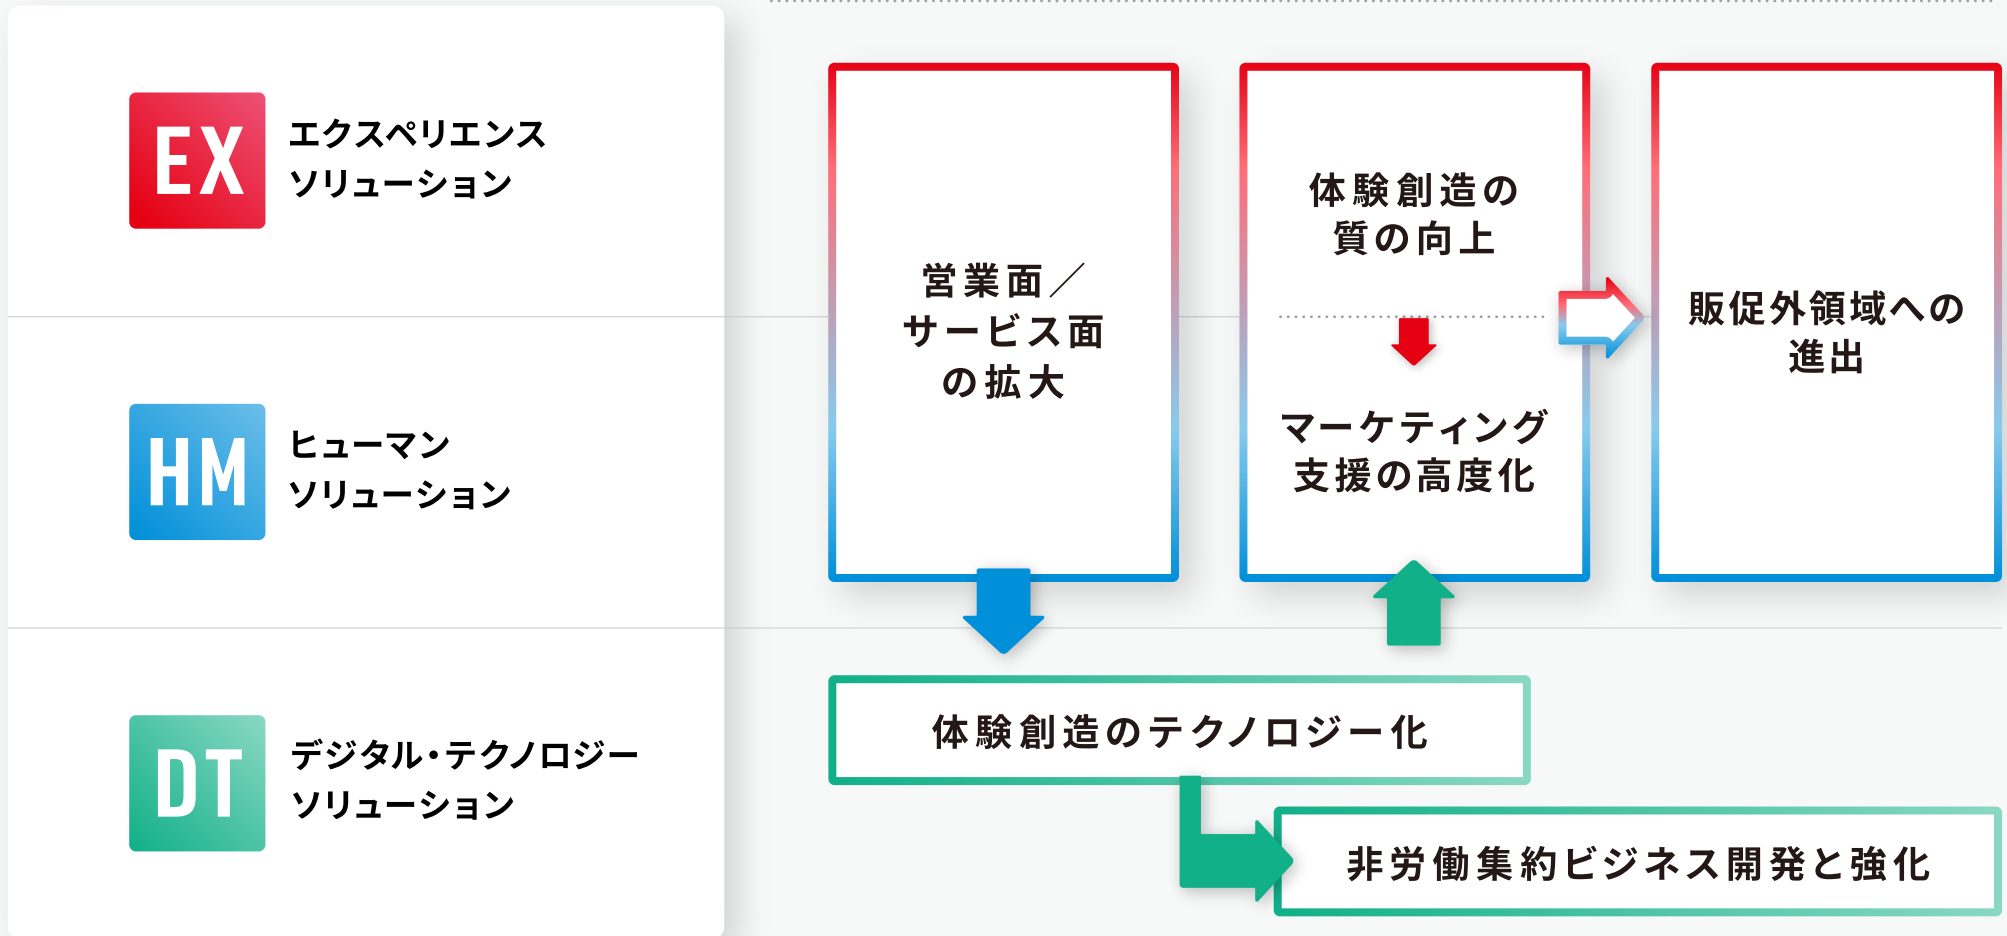 EX
エクスペリエンス
ソリューション
HM
ヒューマン
ソリューション
DT
デジタル・テクノロジー
ソリューション
営業面／
サービス面
の拡大
体験創造の
質の向上
マーケティング
支援の高度化
販促外領域への
進出
体験創造のテクノロジー化
非労働集約ビジネス開発と強化